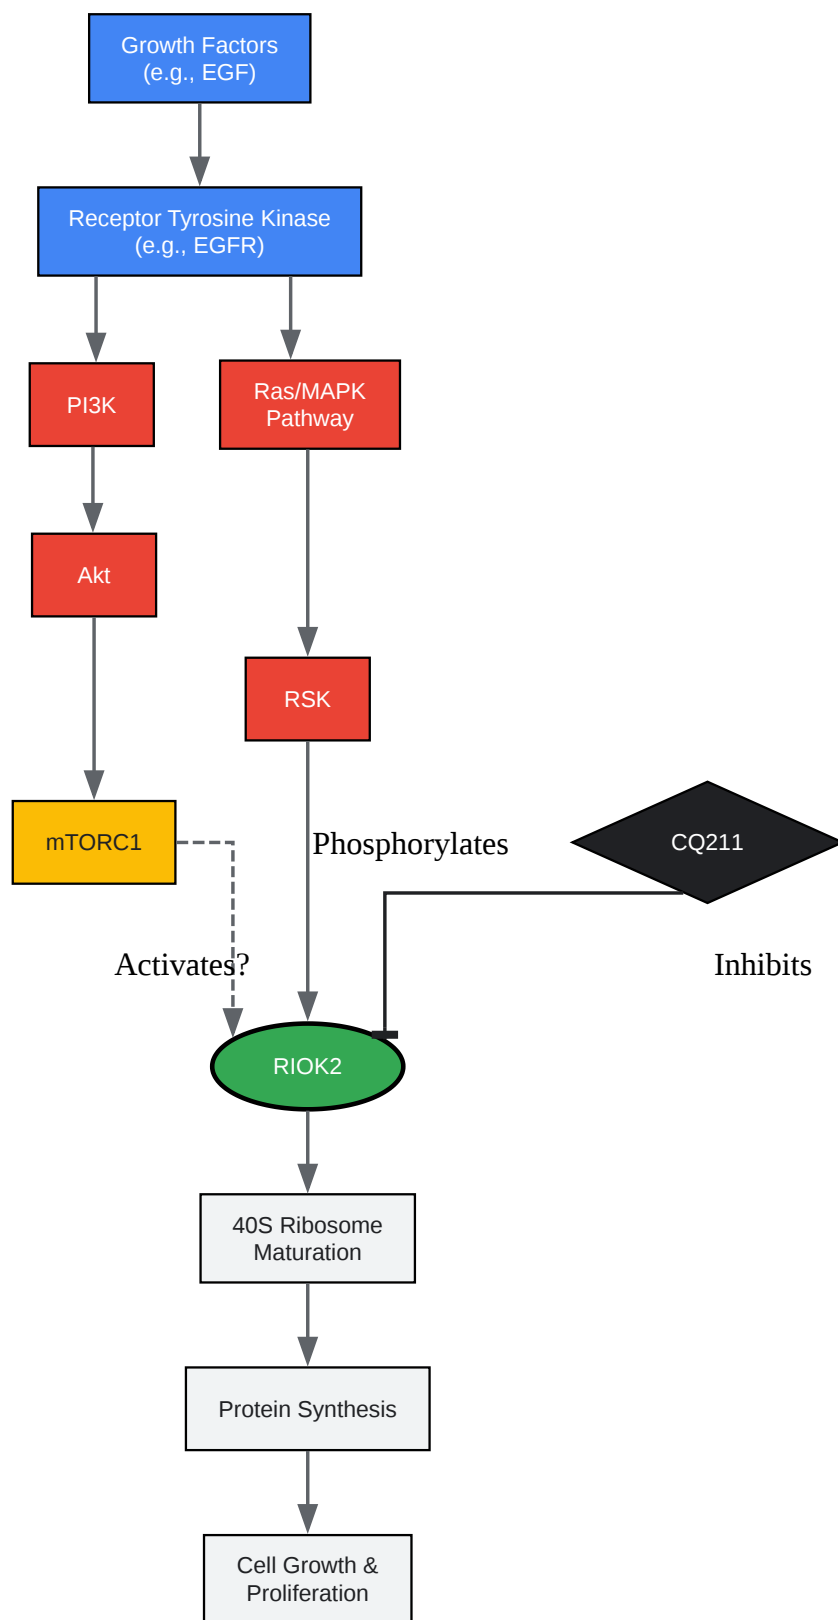 Growth Factors
(e.g., EGF)
Receptor Tyrosine Kinase
(e.g., EGFR)
PI3K
Ras/MAPK
Pathway
Akt
RSK
mTORC1
Phosphorylates
CQ211
Activates?
Inhibits
RIOK2
40S Ribosome
Maturation
Protein Synthesis
Cell Growth &
Proliferation